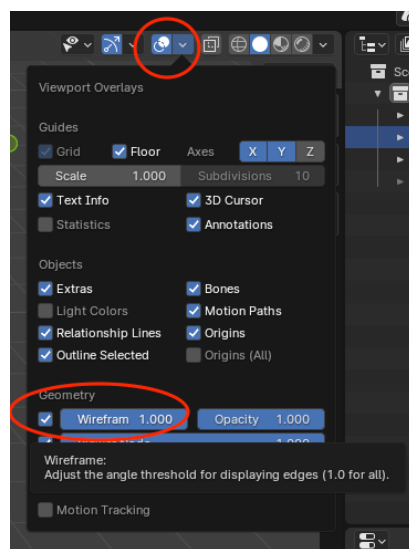 Sc
Viewport Overlays
Guides
Grid Floor Axes X Y Z
Scale 1.000 Subdivisions 10
Text Info 3D Cursor
Statistics Annotations
Objects
Extras Bones
Light Colors Motion Paths
Relationship Lines Origins
Outline Selected Origins (All)
Geometry
Wirefram 1.000 Opacity 1.000
Wireframe:
Adjust the angle threshold for displaying edges (1.0 for all).
Motion Tracking